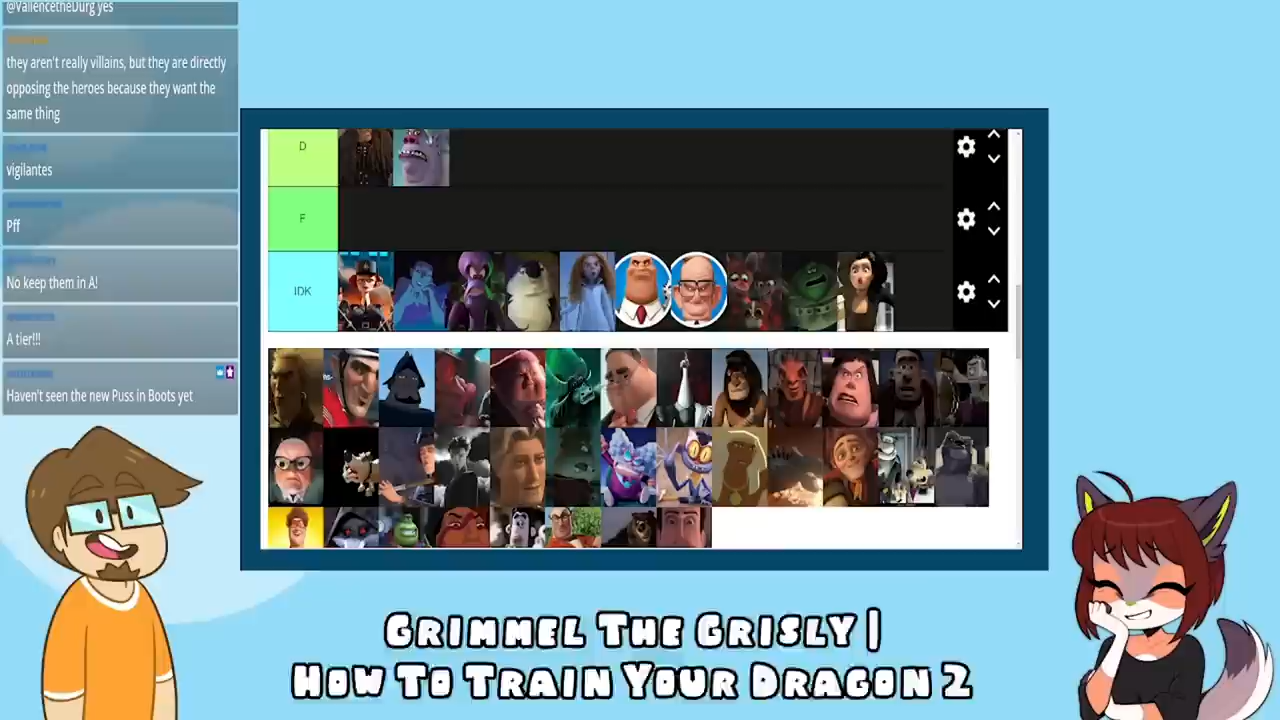 @VallencetheDurg yes
they aren't really villains, but they are directly
opposing the heroes because they want the
same thing
vigilantes
Pff
No keep them in A!
A tier!!!
Haven't seen the new Puss in Boots yet
D
F
IDK
GRIMMEL THE GRISLY |
HOW TO TRAIN YOUR DRAGON 2